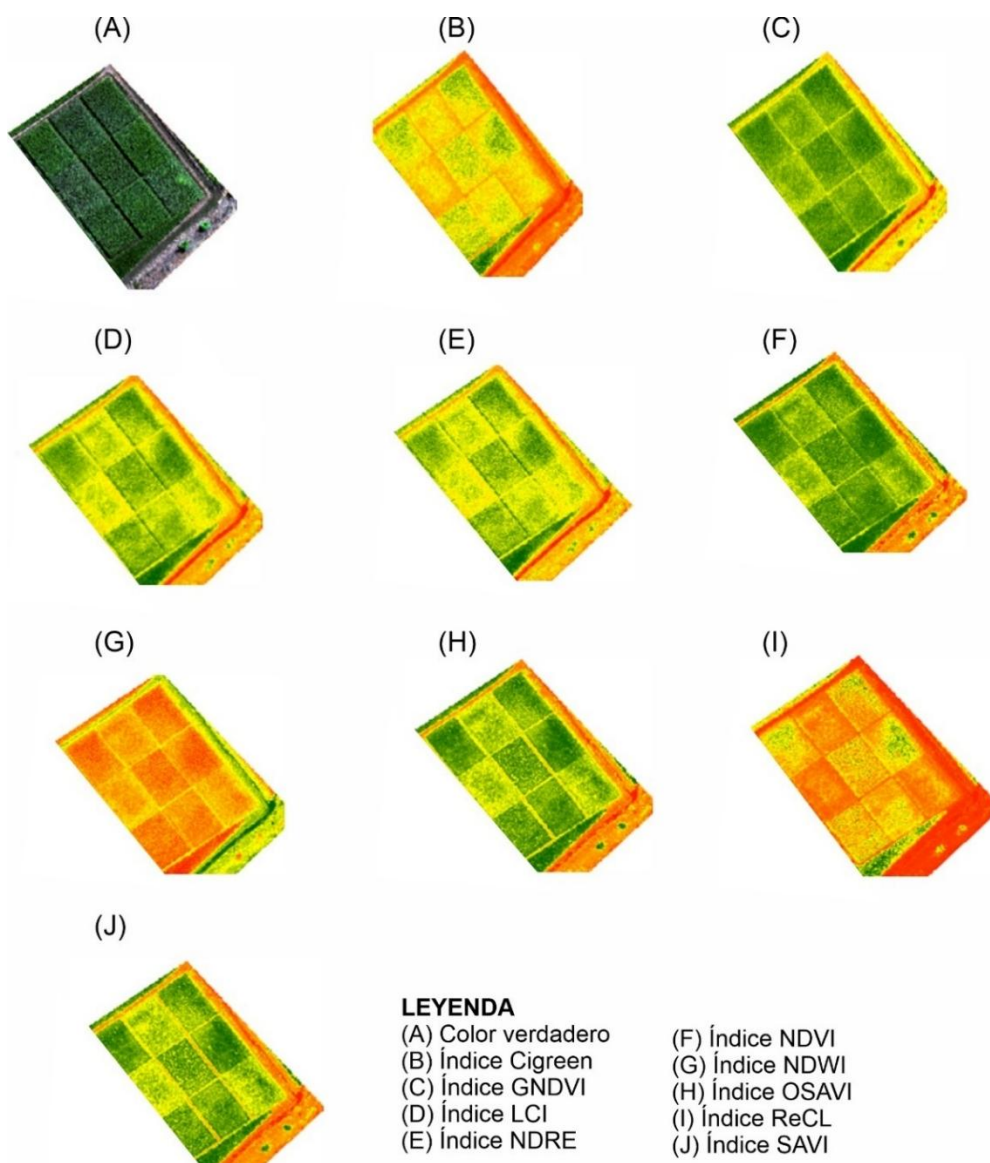 (A) (B) (C)
(D) (E) (F)
(G) (H) (I)
(J)
LEYENDA
(A) Color verdadero
(B) Índice Cigreen
(C) Índice GNDVI
(D) Índice LCI
(E) Índice NDRE
(F) Índice NDVI
(G) Índice NDWI
(H) Índice OSAVI
(I) Índice ReCL
(J) Índice SAVI